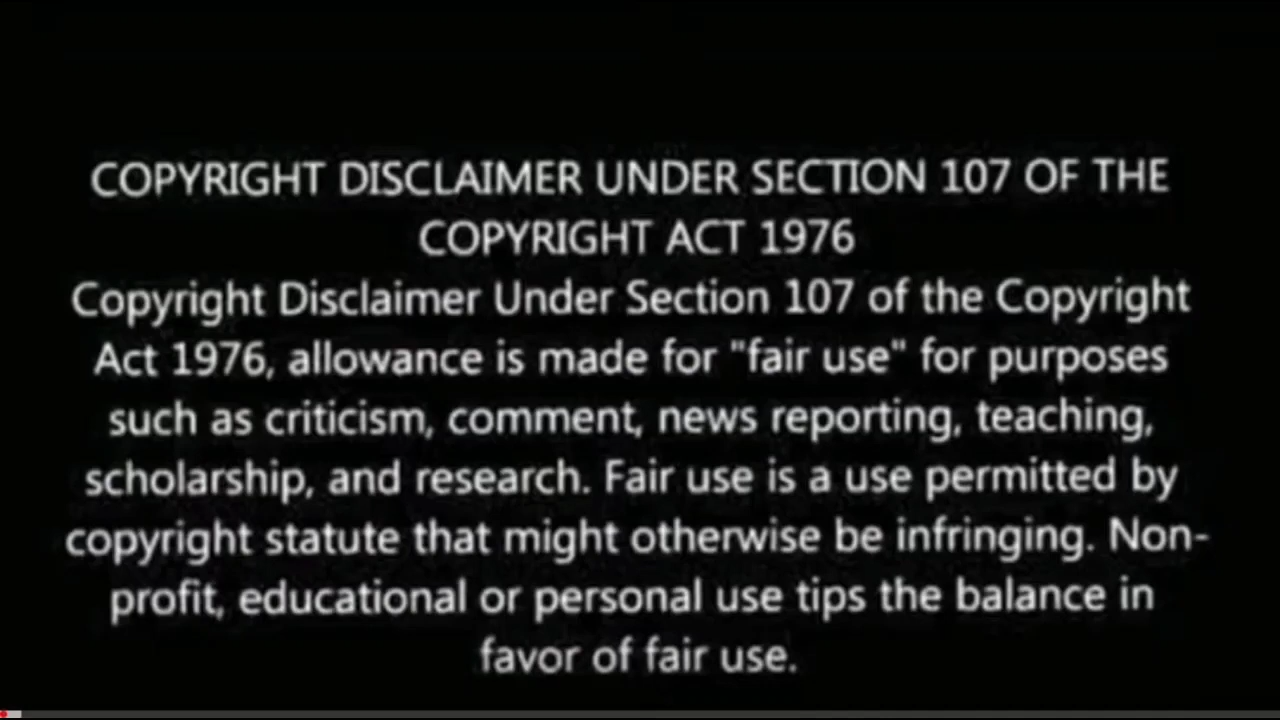 COPYRIGHT DISCLAIMER UNDER SECTION 107 OF THE
COPYRIGHT ACT 1976
Copyright Disclaimer Under Section 107 of the Copyright
Act 1976, allowance is made for "fair use" for purposes
such as criticism, comment, news reporting, teaching,
scholarship, and research. Fair use is a use permitted by
copyright statute that might otherwise be infringing. Non-
profit, educational or personal use tips the balance in
favor of fair use.